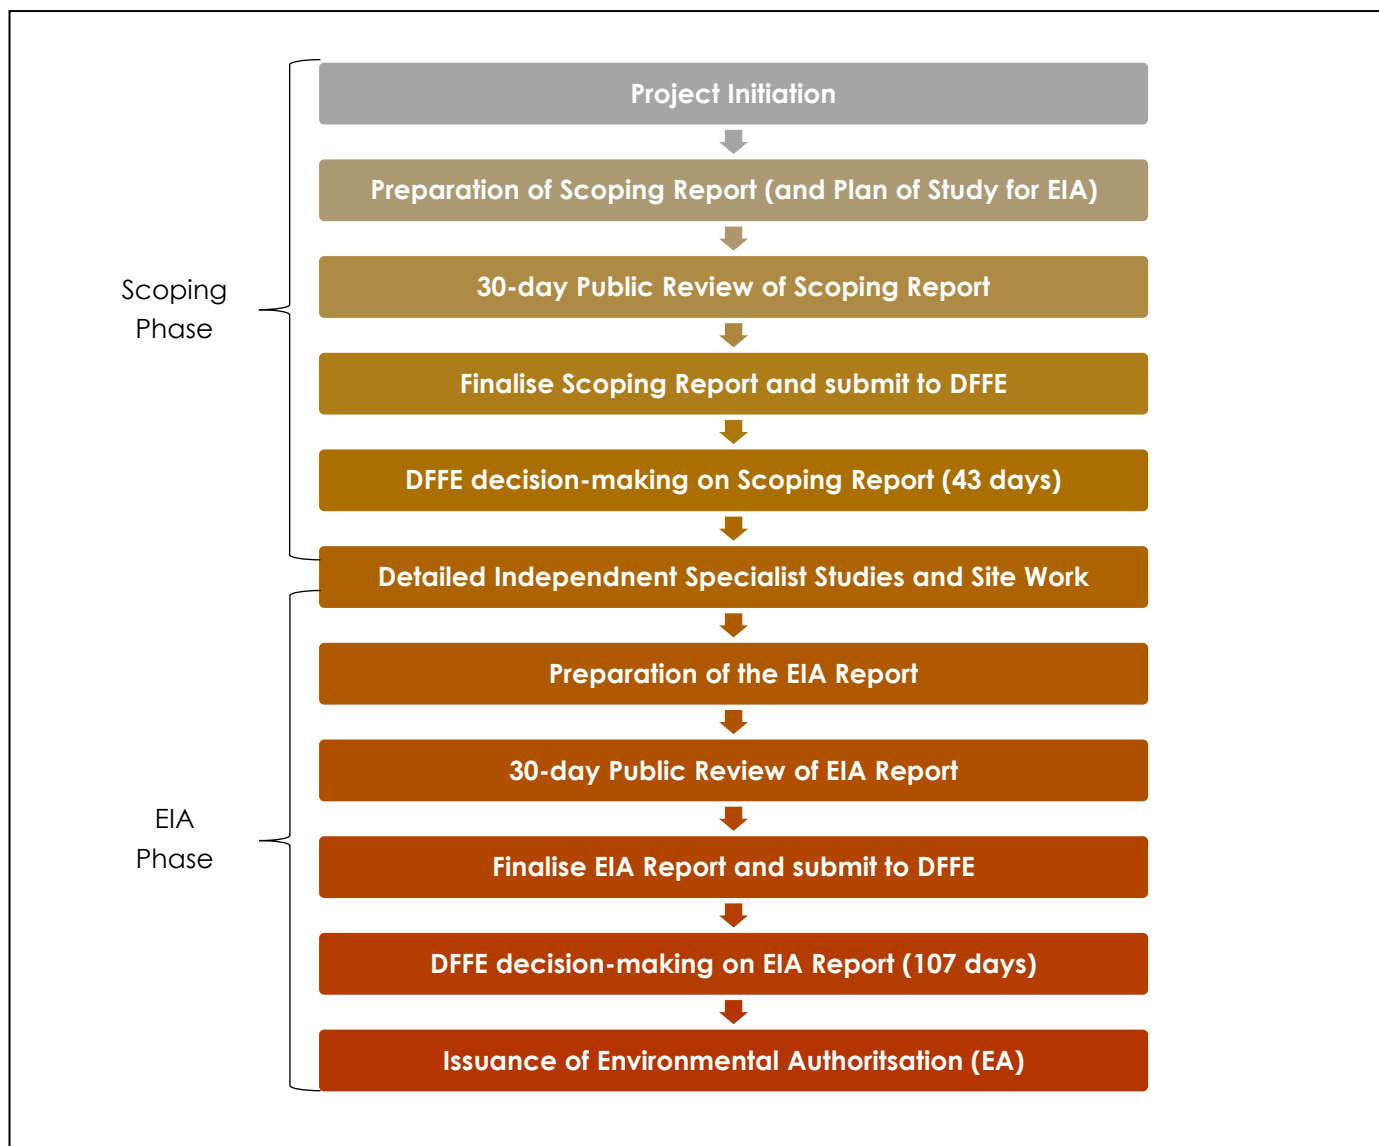 Project Initiation
Preparation of Scoping Report (and Plan of Study for EIA)
30-day Public Review of Scoping Report
Scoping
Phase
Finalise Scoping Report and submit to DFFE
DFFE decision-making on Scoping Report (43 days)
Detailed Independnent Specialist Studies and Site Work
Preparation of the EIA Report
30-day Public Review of EIA Report
EIA
Phase
Finalise EIA Report and submit to DFFE
DFFE decision-making on EIA Report (107 days)
Issuance of Environmental Authoritsation (EA)